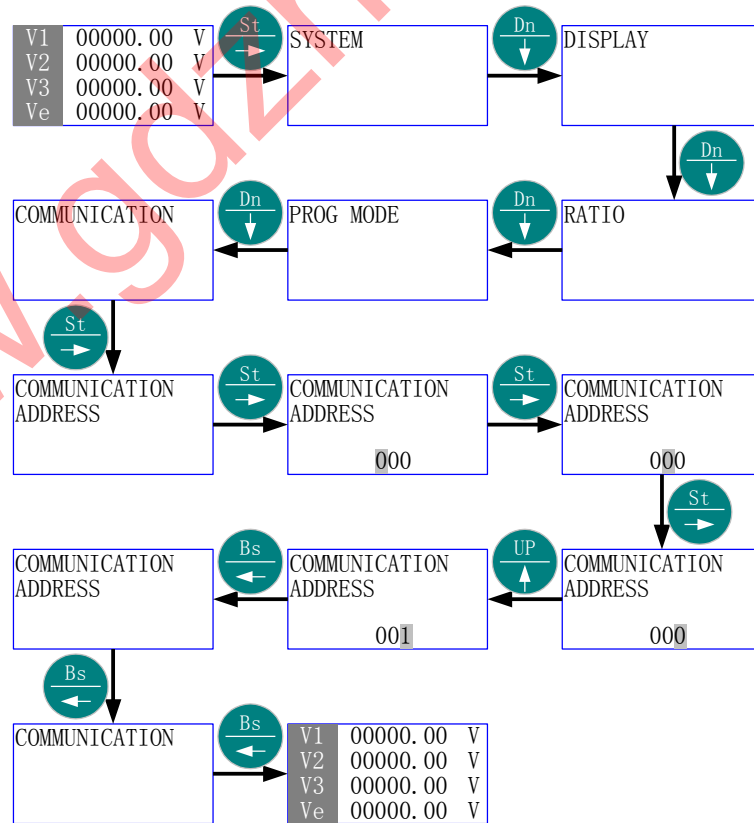 V1 00000.00 V
V2 00000.00 V
V3 00000.00 V
Ve 00000.00 V
St
SYSTEM
Dn
DISPLAY
Dn
RATIO
Dn
PROG MODE
Dn
COMMUNICATION
St
COMMUNICATION
ADDRESS
St
COMMUNICATION
ADDRESS
000
St
COMMUNICATION
ADDRESS
000
St
COMMUNICATION
ADDRESS
000
UP
COMMUNICATION
ADDRESS
001
Bs
COMMUNICATION
ADDRESS
Bs
COMMUNICATION
Bs
V1 00000.00 V
V2 00000.00 V
V3 00000.00 V
Ve 00000.00 V